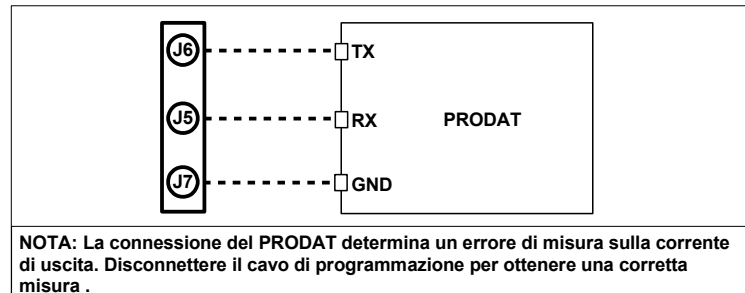 J6 TX
J5 RX PRODAT
J7 GND
NOTA: La connessione del PRODAT determina un errore di misura sulla corrente
di uscita. Disconnettere il cavo di programmazione per ottenere una corretta
misura .